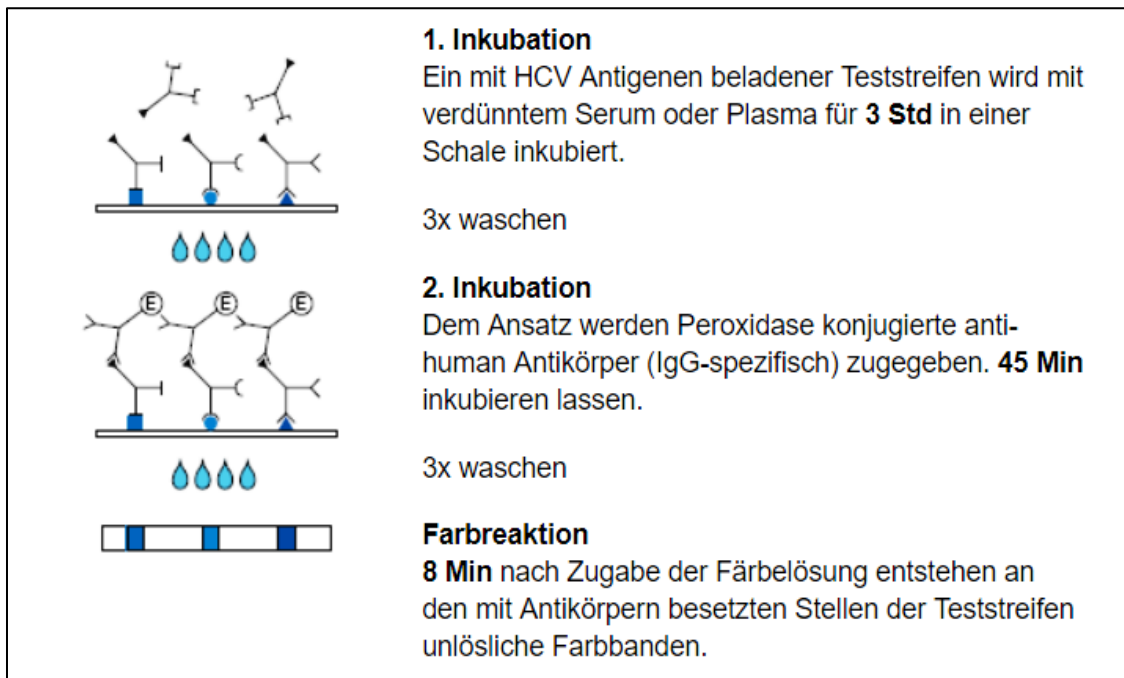 1. Inkubation
Ein mit HCV Antigenen beladener Teststreifen wird mit
verdünntem Serum oder Plasma für 3 Std in einer
Schale inkubiert.
3x waschen
E E E
2. Inkubation
Dem Ansatz werden Peroxidase konjugierte anti-
human Antikörper (IgG-spezifisch) zugegeben. 45 Min
inkubieren lassen.
3x waschen
Farbreaktion
8 Min nach Zugabe der Färbelösung entstehen an
den mit Antikörpern besetzten Stellen der Teststreifen
unlösliche Farbbanden.